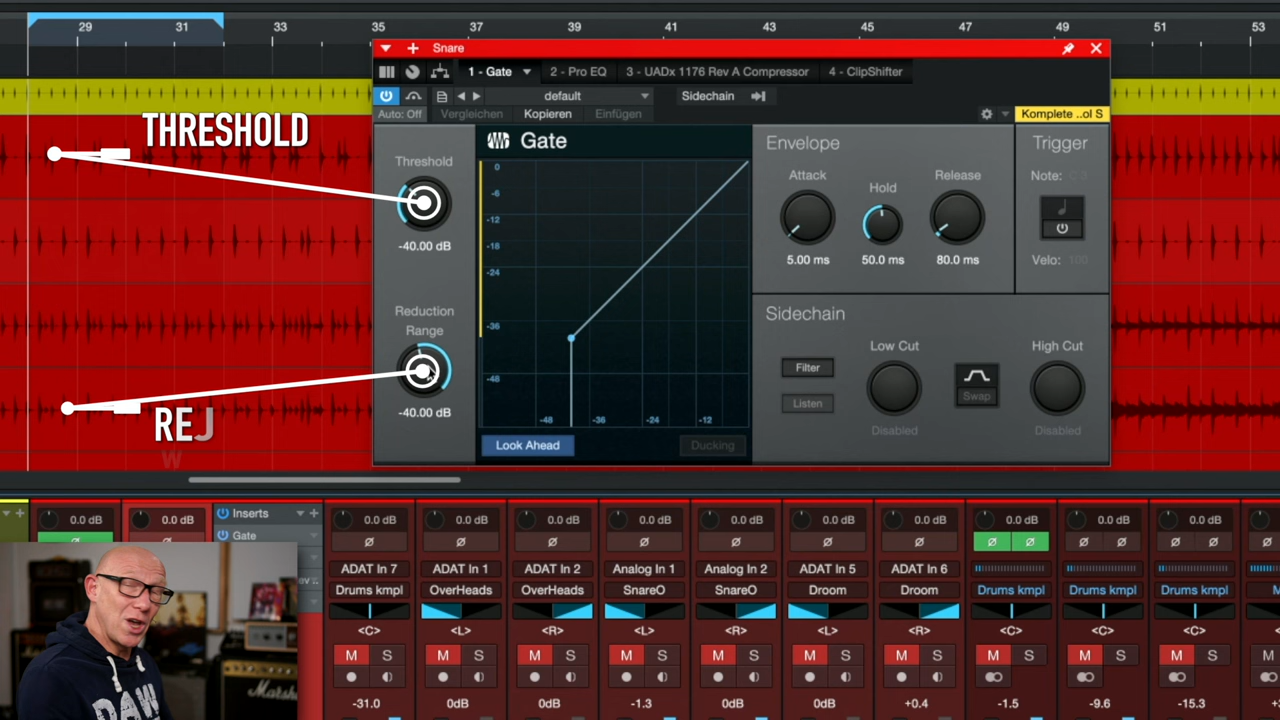 29 31 33 35 37 39 41 43 45 47 49 51 53
Snare
1 - Gate 2 - Pro EQ 3 - UADx 1176 Rev A Compressor 4 - ClipShifter
default Sidechain
Auto: Off Vergleichen Kopieren Einfügen Komplete ..ol S
THRESHOLD
Threshold
-40.00 dB
Reduction
Range
-40.00 dB
REJ
W
Gate
0
-6
-12
-18
-24
-36
-48
-48 -36 -24 -12
Look Ahead Ducking
Envelope
Attack Hold Release
5.00 ms 50.0 ms 80.0 ms
Trigger
Note:
Velo: 100
Sidechain
Filter
Listen
Low Cut
Disabled
Swap
High Cut
Disabled
0.0 dB 0.0 dB Inserts 0.0 dB 0.0 dB 0.0 dB 0.0 dB 0.0 dB 0.0 dB 0.0 dB 0.0 dB 0.0 dB 0.0 dB
Gate
ADAT In 7 ADAT In 1 ADAT In 2 Analog In 1 Analog In 2 ADAT In 5 ADAT In 6
Drums kmpl OverHeads OverHeads SnareO SnareO Droom Droom Drums kmpl Drums kmpl Drums kmpl
<C> <L> <R> <L> <R> <L> <R> <C> <C> <C>
M S M S M S M S M S M S M S M S M S M S M
-31.0 0dB 0dB -1.3 0dB 0dB +0.4 -1.5 -9.6 -15.3
DAW
Marshall